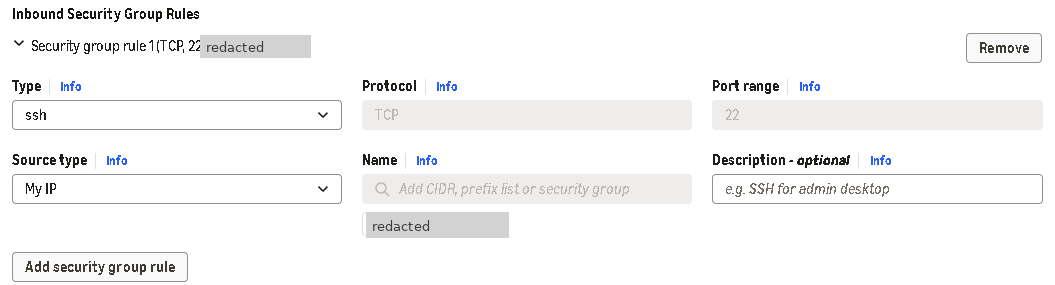 Inbound Security Group Rules
Security group rule 1 (TCP, 22 redacted
Remove
Type Info
Protocol Info
Port range Info
ssh
TCP
22
Source type Info
Name Info
Description - optional Info
My IP
Add CIDR, prefix list or security group
e.g. SSH for admin desktop
redacted
Add security group rule